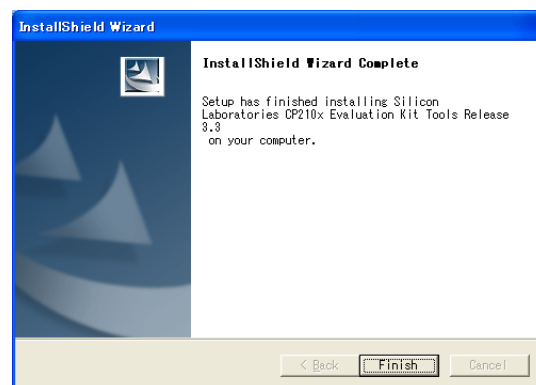 InstallShield Wizard
InstallShield Wizard Complete
Setup has finished installing Silicon
Laboratories CP210x Evaluation Kit Tools Release
3.3
on your computer.
< Back
Finish
Cancel